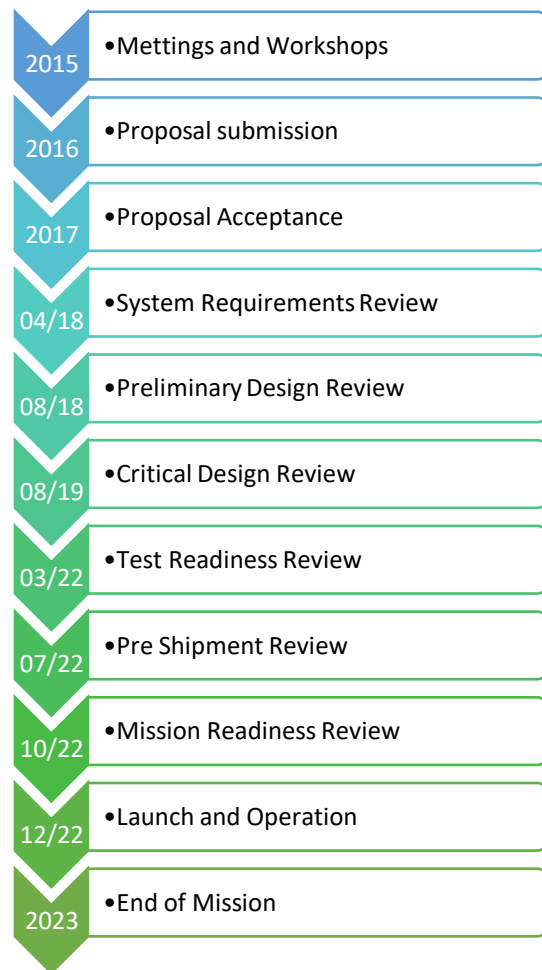 2015
•Mettings and Workshops
2016
•Proposal submission
2017
•Proposal Acceptance
04/18
•System Requirements Review
08/18
•Preliminary Design Review
08/19
•Critical Design Review
03/22
•Test Readiness Review
07/22
•Pre Shipment Review
10/22
•Mission Readiness Review
12/22
•Launch and Operation
2023
•End of Mission